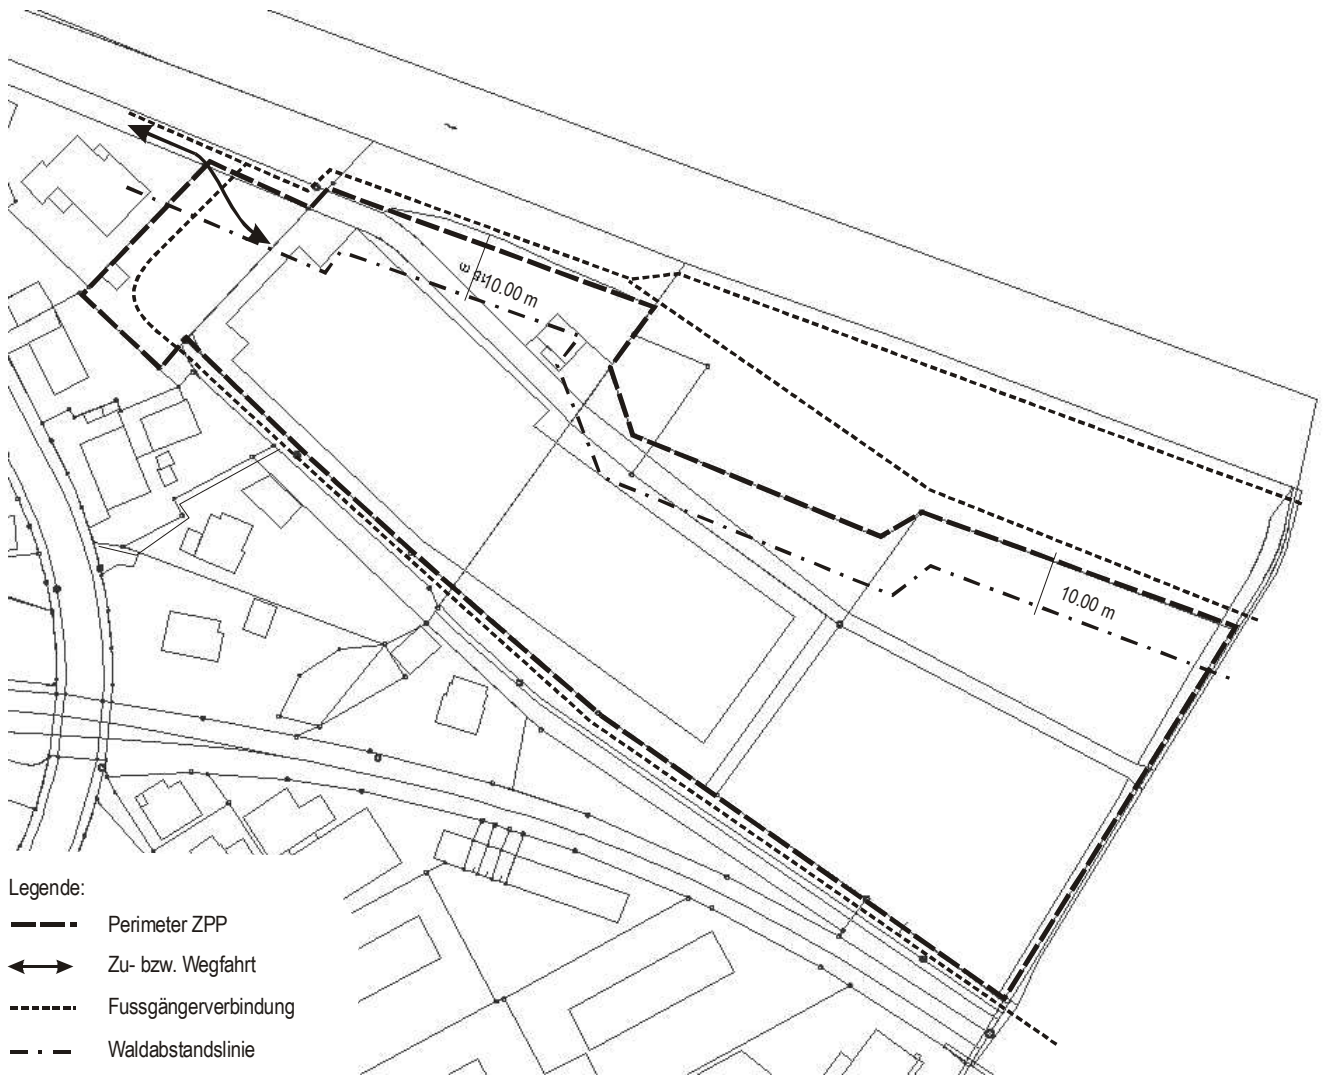 10.00 m
10.00 m
Legende:
Perimeter ZPP
Zu- bzw. Wegfahrt
Fussgängerverbindung
Waldabstandslinie